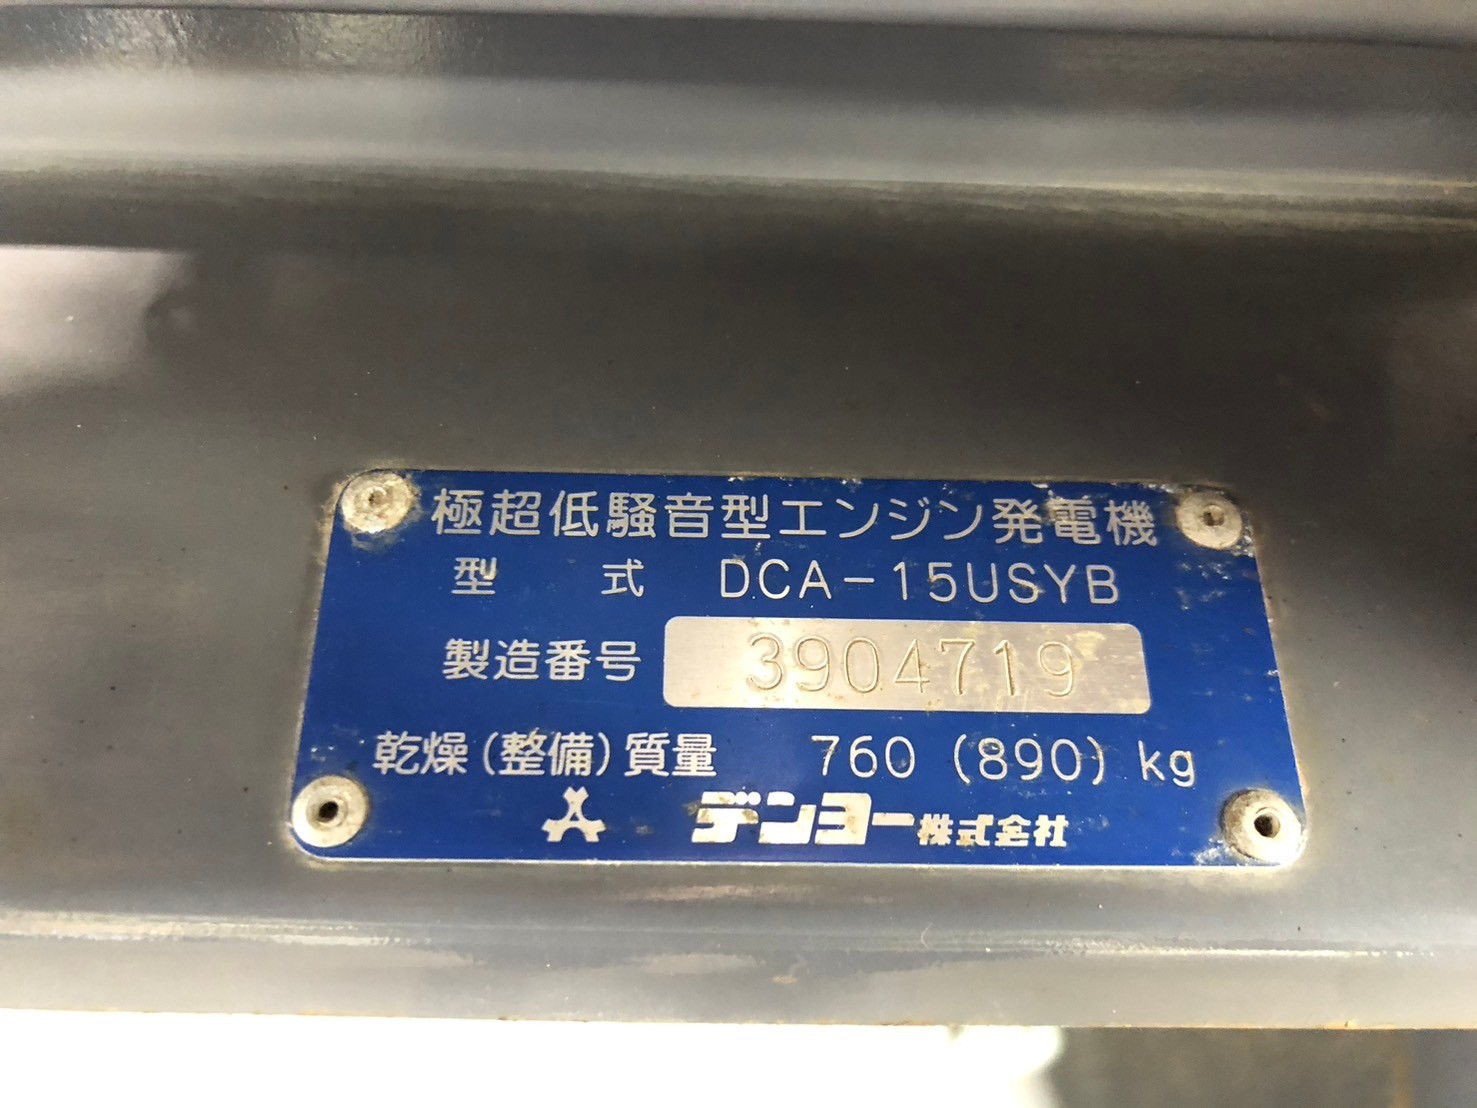 極超低騒音型エンジン発電機
型 式 DCA-15USYB
製造番号 3904719
乾燥(整備)質量 760 (890) kg
デンヨー株式会社